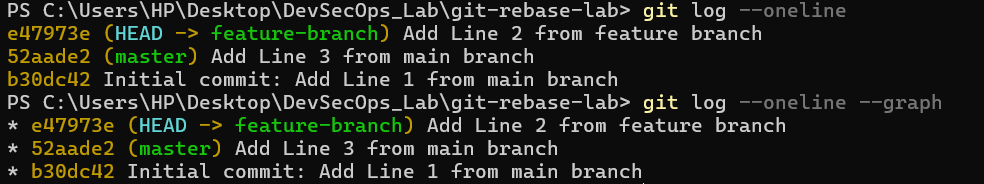 PS C:\Users\HP\Desktop\DevSecOps_Lab\git-rebase-lab> git log --oneline
e47973e (HEAD -> feature-branch) Add Line 2 from feature branch
52aade2 (master) Add Line 3 from main branch
b30dc42 Initial commit: Add Line 1 from main branch
PS C:\Users\HP\Desktop\DevSecOps_Lab\git-rebase-lab> git log --oneline --graph
* e47973e (HEAD -> feature-branch) Add Line 2 from feature branch
* 52aade2 (master) Add Line 3 from main branch
* b30dc42 Initial commit: Add Line 1 from main branch